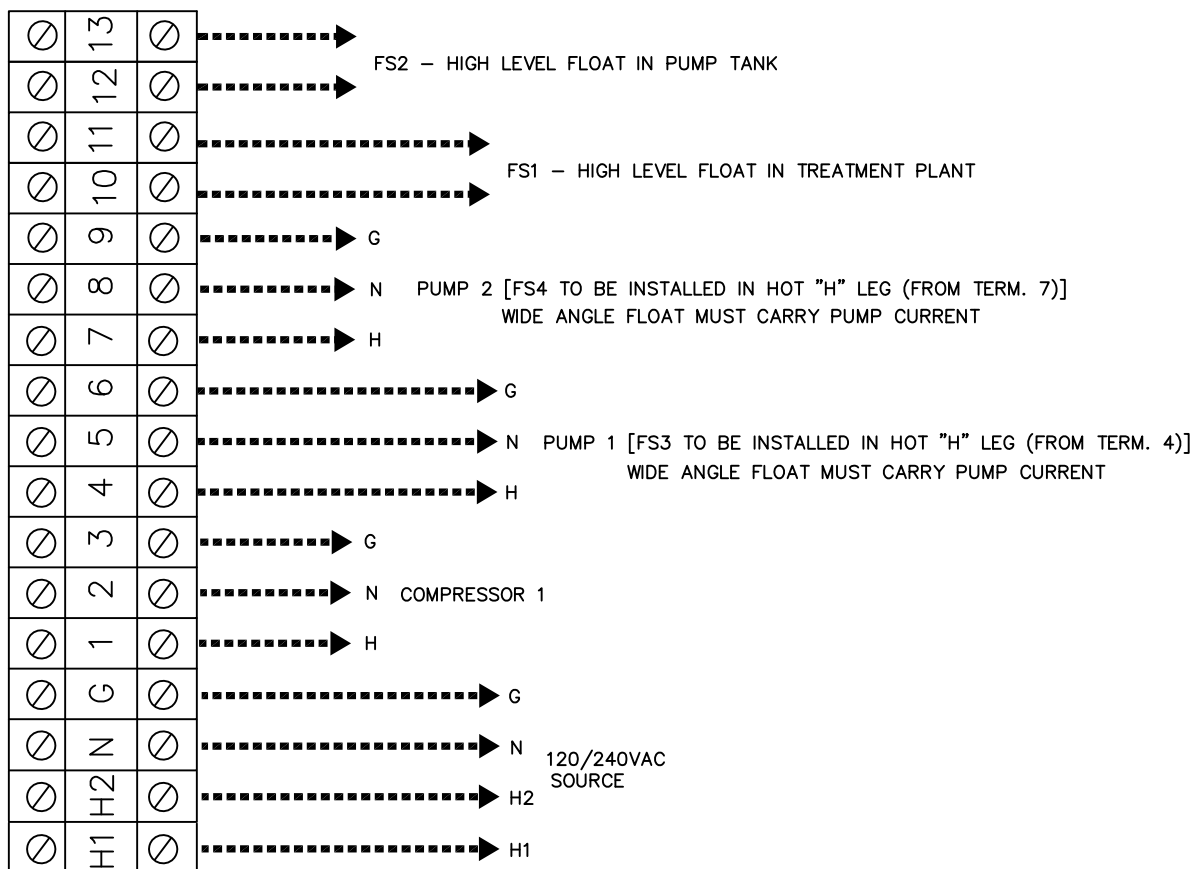 13
FS2 – HIGH LEVEL FLOAT IN PUMP TANK
12
11
FS1 – HIGH LEVEL FLOAT IN TREATMENT PLANT
10
9 G
8 N PUMP 2 [FS4 TO BE INSTALLED IN HOT "H" LEG (FROM TERM. 7)]
WIDE ANGLE FLOAT MUST CARRY PUMP CURRENT
7 H
6 G
5 N PUMP 1 [FS3 TO BE INSTALLED IN HOT "H" LEG (FROM TERM. 4)]
WIDE ANGLE FLOAT MUST CARRY PUMP CURRENT
4 H
3 G
2 N COMPRESSOR 1
1 H
G G
N N 120/240VAC
SOURCE
H2 H2
H1 H1